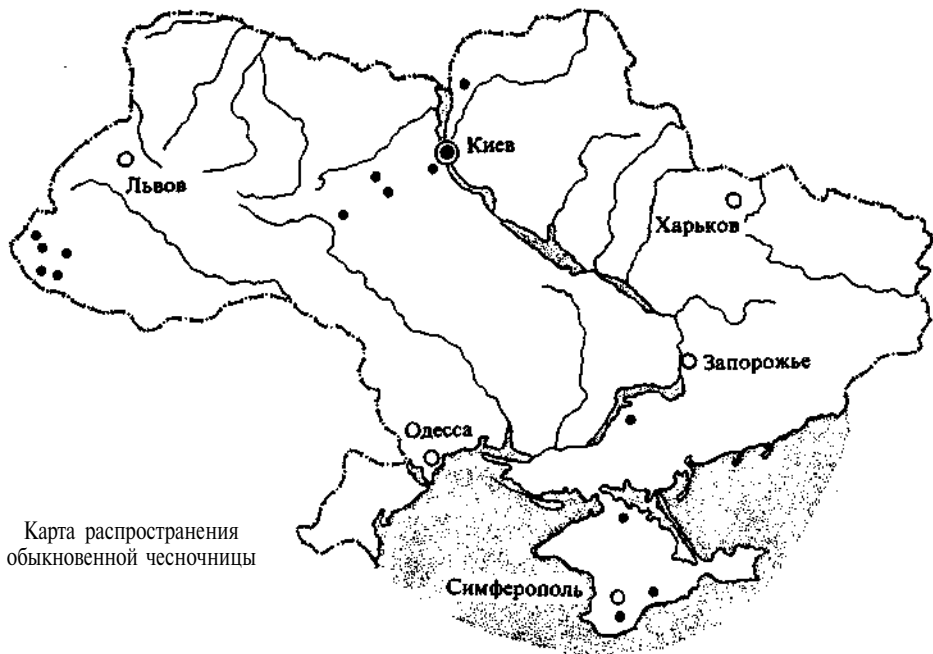 Киев
Львов
Харьков
Запорожье
Одесса
Карта распространения
обыкновенной чесночницы
Симферополь